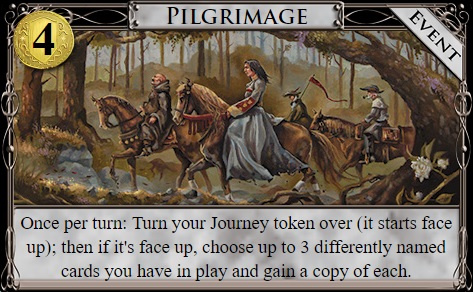 PILGRIMAGE
4
EVENT
Once per turn: Turn your Journey token over (it starts face
up); then if it's face up, choose up to 3 differently named
cards you have in play and gain a copy of each.